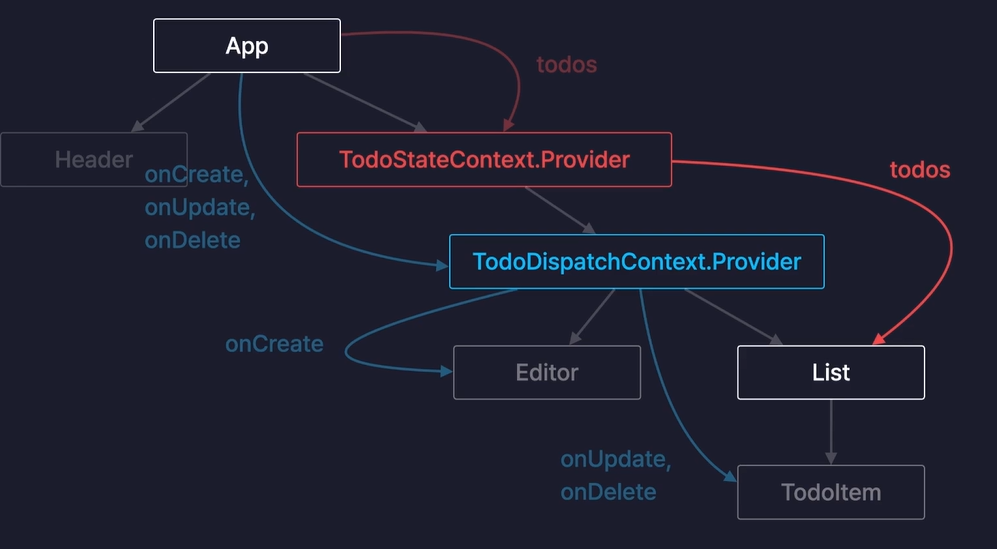 App
todos
Header
TodoStateContext.Provider
todos
onCreate,
onUpdate,
onDelete
TodoDispatchContext.Provider
onCreate
Editor
List
onUpdate,
onDelete
TodoItem